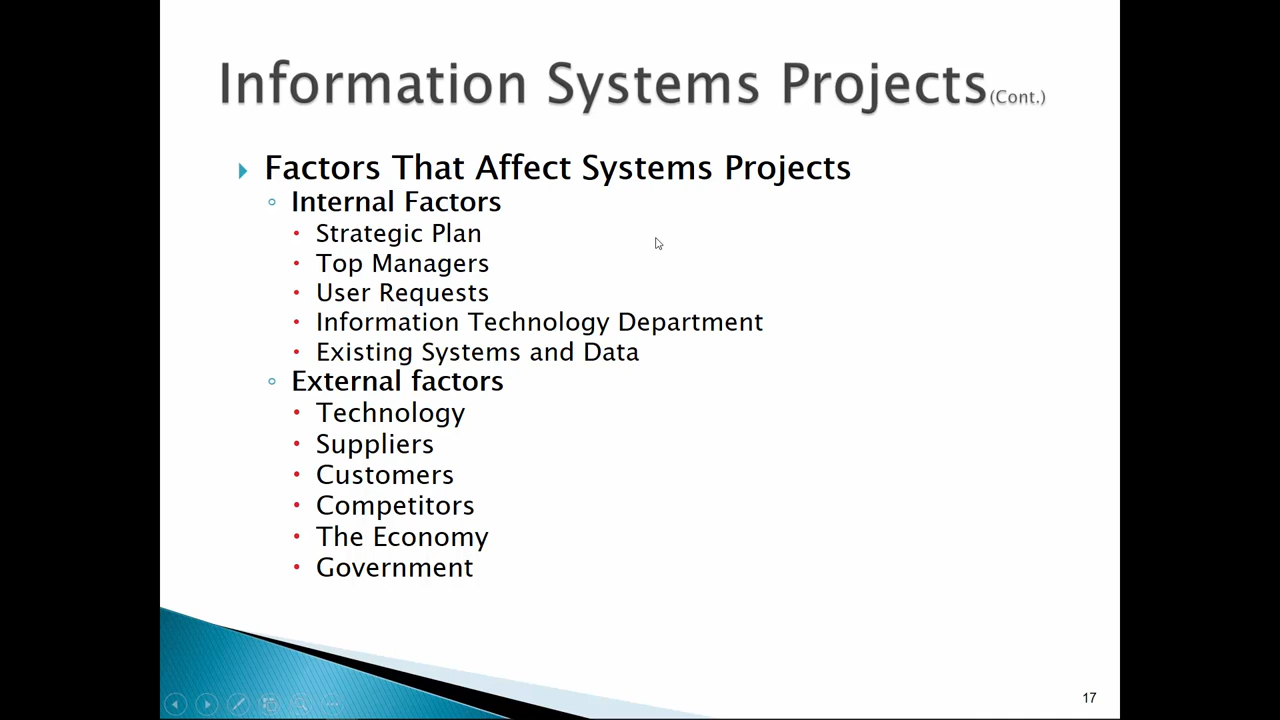 Information Systems Projects(Cont.)
Factors That Affect Systems Projects
Internal Factors
Strategic Plan
Top Managers
User Requests
Information Technology Department
Existing Systems and Data
External factors
Technology
Suppliers
Customers
Competitors
The Economy
Government
17